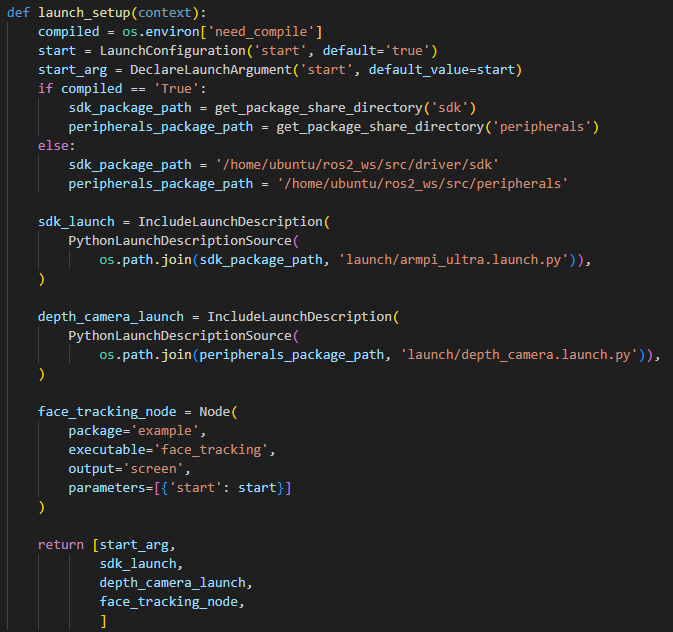 def launch_setup(context):
    compiled = os.environ['need_compile']
    start = LaunchConfiguration('start', default='true')
    start_arg = DeclareLaunchArgument('start', default_value=start)
    if compiled == 'True':
        sdk_package_path = get_package_share_directory('sdk')
        peripherals_package_path = get_package_share_directory('peripherals')
    else:
        sdk_package_path = '/home/ubuntu/ros2_ws/src/driver/sdk'
        peripherals_package_path = '/home/ubuntu/ros2_ws/src/peripherals'

    sdk_launch = IncludeLaunchDescription(
        PythonLaunchDescriptionSource(
            os.path.join(sdk_package_path, 'launch/armpi_ultra.launch.py')),
    )

    depth_camera_launch = IncludeLaunchDescription(
        PythonLaunchDescriptionSource(
            os.path.join(peripherals_package_path, 'launch/depth_camera.launch.py')),
    )

    face_tracking_node = Node(
        package='example',
        executable='face_tracking',
        output='screen',
        parameters=[{'start': start}]
    )

    return [start_arg,
            sdk_launch,
            depth_camera_launch,
            face_tracking_node,
            ]